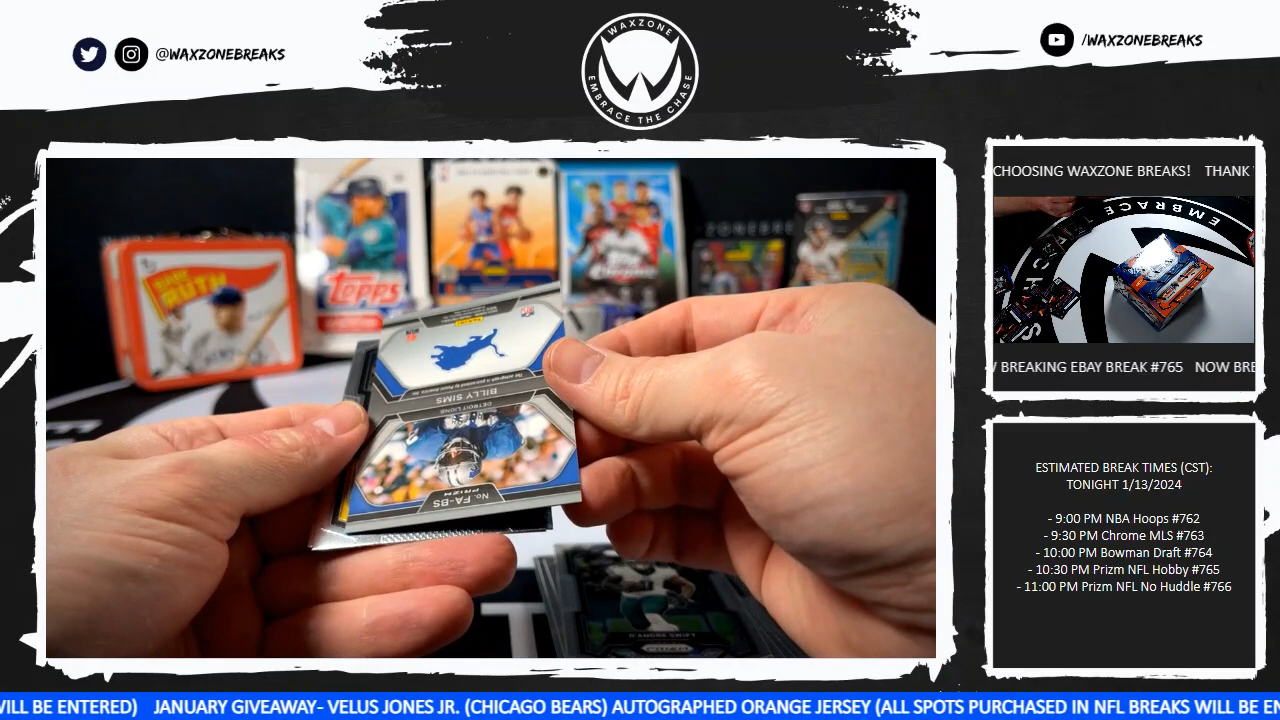 @WAXZONEBREAKS
WAXZONE
EMBRACE THE CHASE
/WAXZONEBREAKS
CHOOSING WAXZONE BREAKS! THANK
EMBRACE
BREAKING EBAY BREAK #765 NOW BRE
RUTH
Topps
Chrome
BILLY SIMS
DETROIT LIONS
PRIZM
No. FA-BS
ESTIMATED BREAK TIMES (CST):
TONIGHT 1/13/2024
- 9:00 PM NBA Hoops #762
- 9:30 PM Chrome MLS #763
- 10:00 PM Bowman Draft #764
- 10:30 PM Prizm NFL Hobby #765
- 11:00 PM Prizm NFL No Huddle #766
WILL BE ENTERED) JANUARY GIVEAWAY- VELUS JONES JR. (CHICAGO BEARS) AUTOGRAPHED ORANGE JERSEY (ALL SPOTS PURCHASED IN NFL BREAKS WILL BE EN